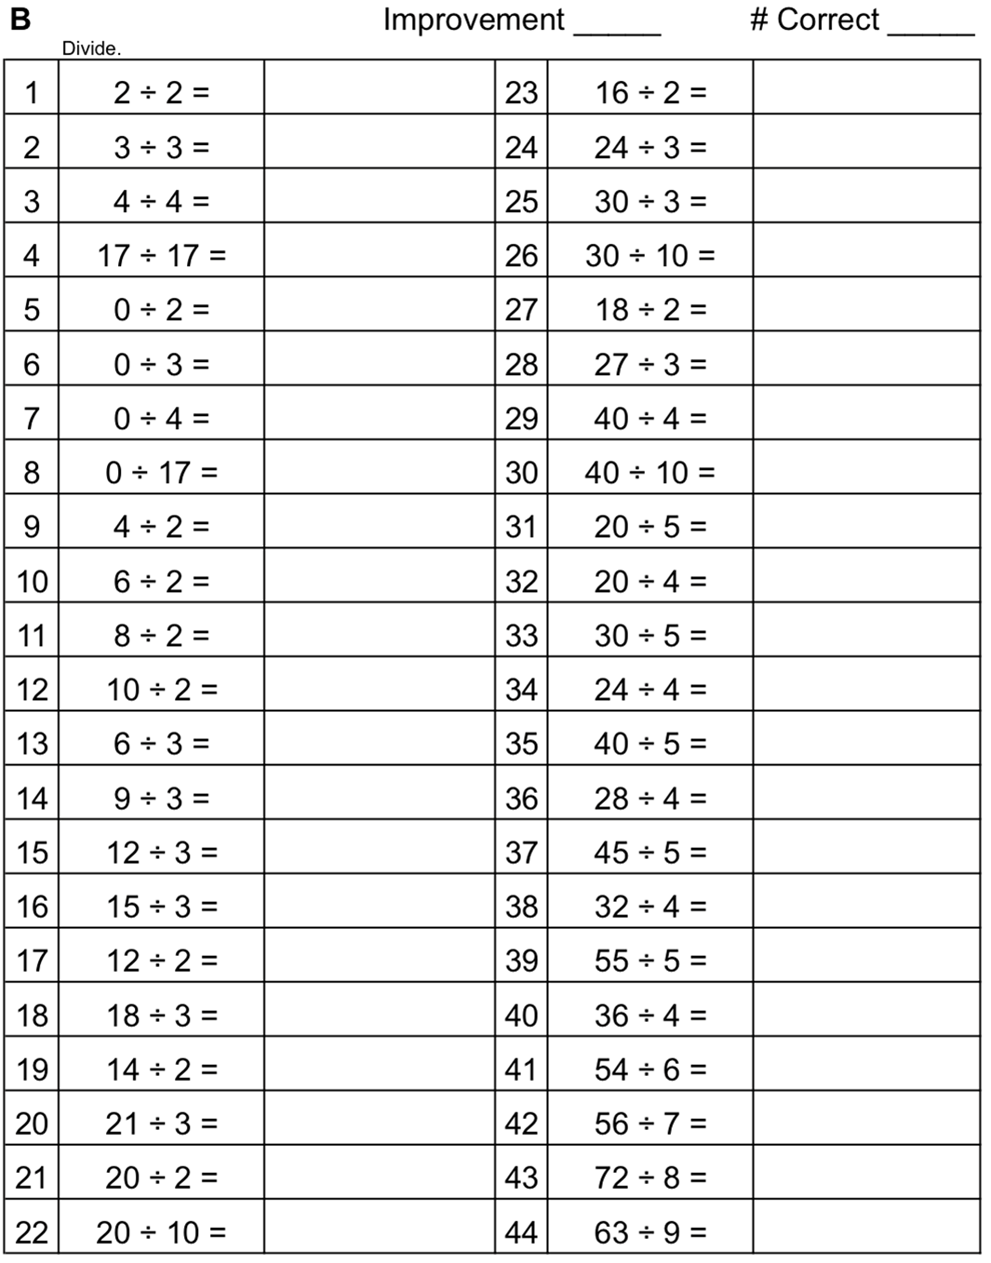 B Improvement _____ # Correct _____
Divide.
1 2 ÷ 2 = 23 16 ÷ 2 =
2 3 ÷ 3 = 24 24 ÷ 3 =
3 4 ÷ 4 = 25 30 ÷ 3 =
4 17 ÷ 17 = 26 30 ÷ 10 =
5 0 ÷ 2 = 27 18 ÷ 2 =
6 0 ÷ 3 = 28 27 ÷ 3 =
7 0 ÷ 4 = 29 40 ÷ 4 =
8 0 ÷ 17 = 30 40 ÷ 10 =
9 4 ÷ 2 = 31 20 ÷ 5 =
10 6 ÷ 2 = 32 20 ÷ 4 =
11 8 ÷ 2 = 33 30 ÷ 5 =
12 10 ÷ 2 = 34 24 ÷ 4 =
13 6 ÷ 3 = 35 40 ÷ 5 =
14 9 ÷ 3 = 36 28 ÷ 4 =
15 12 ÷ 3 = 37 45 ÷ 5 =
16 15 ÷ 3 = 38 32 ÷ 4 =
17 12 ÷ 2 = 39 55 ÷ 5 =
18 18 ÷ 3 = 40 36 ÷ 4 =
19 14 ÷ 2 = 41 54 ÷ 6 =
20 21 ÷ 3 = 42 56 ÷ 7 =
21 20 ÷ 2 = 43 72 ÷ 8 =
22 20 ÷ 10 = 44 63 ÷ 9 =